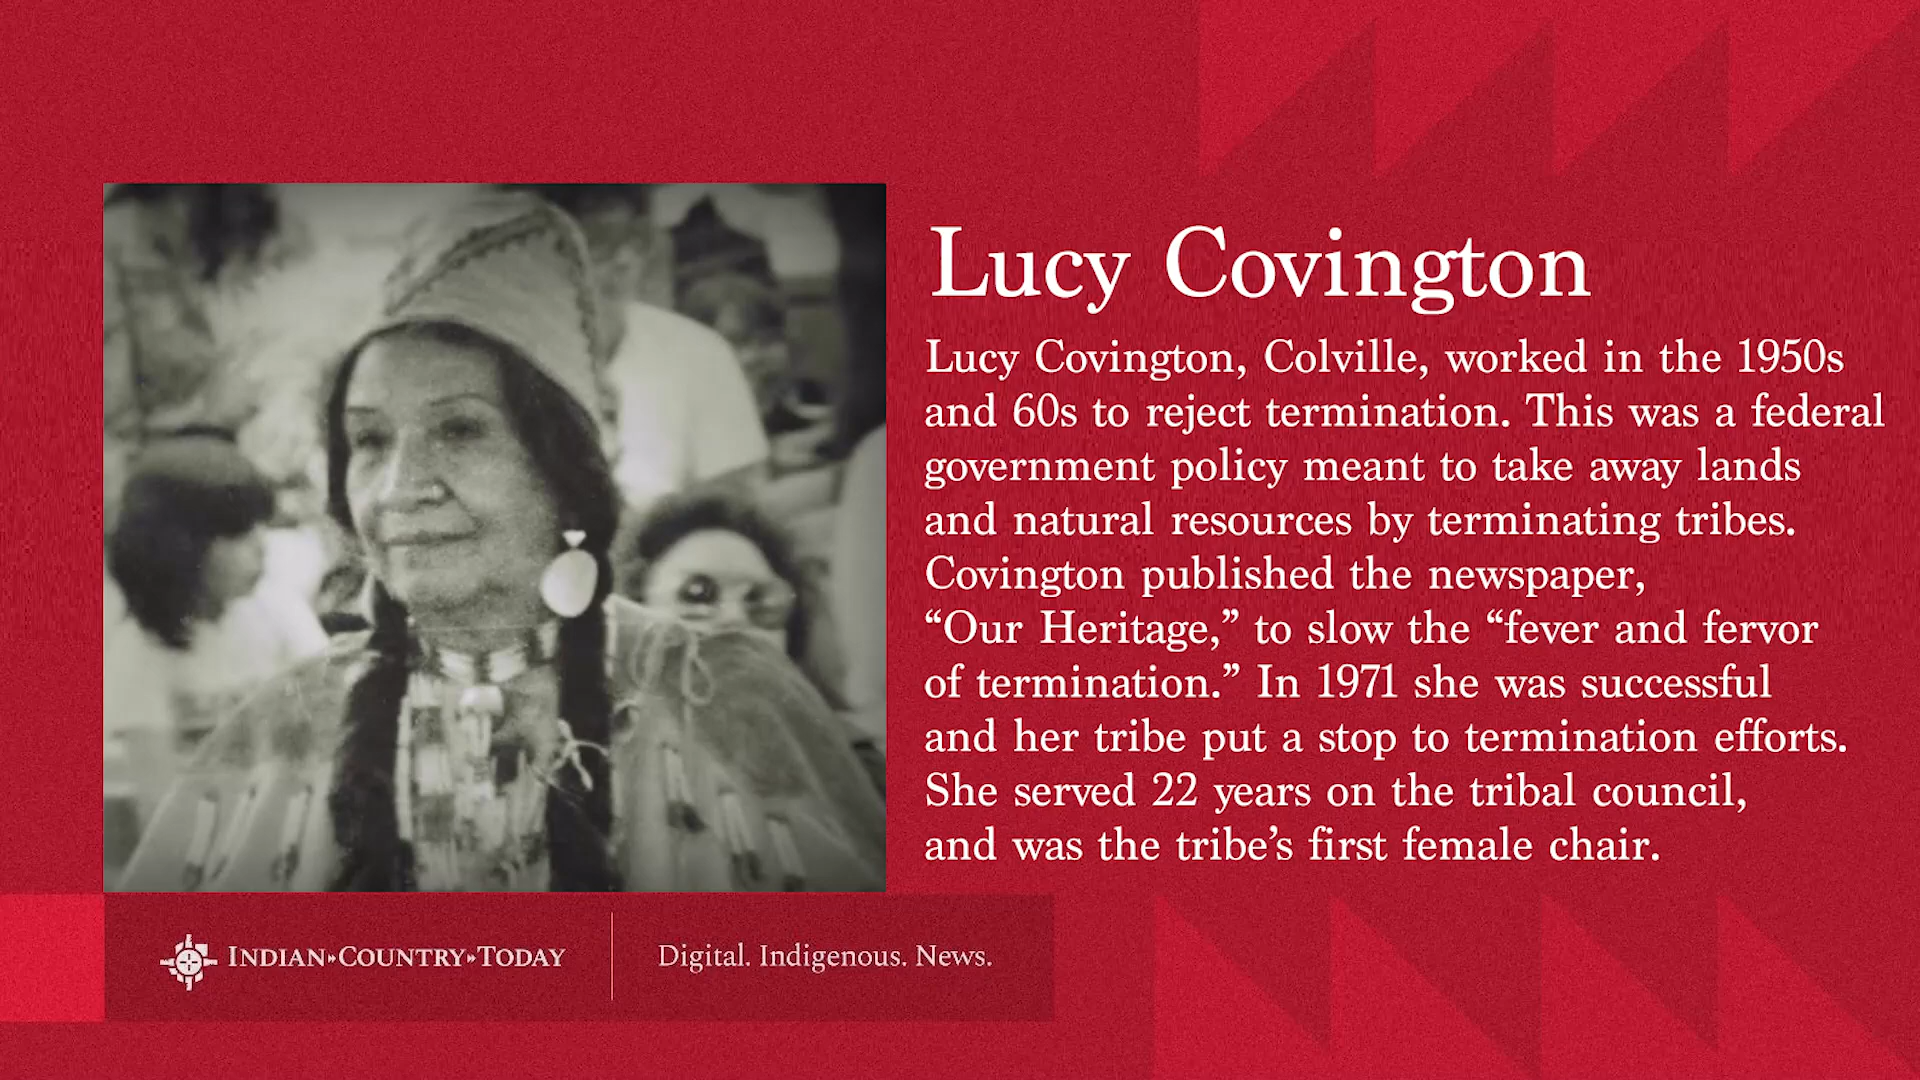 Lucy Covington
Lucy Covington, Colville, worked in the 1950s
and 60s to reject termination. This was a federal
government policy meant to take away lands
and natural resources by terminating tribes.
Covington published the newspaper,
“Our Heritage,” to slow the “fever and fervor
of termination.” In 1971 she was successful
and her tribe put a stop to termination efforts.
She served 22 years on the tribal council,
and was the tribe’s first female chair.
INDIAN»COUNTRY»TODAY
Digital. Indigenous. News.